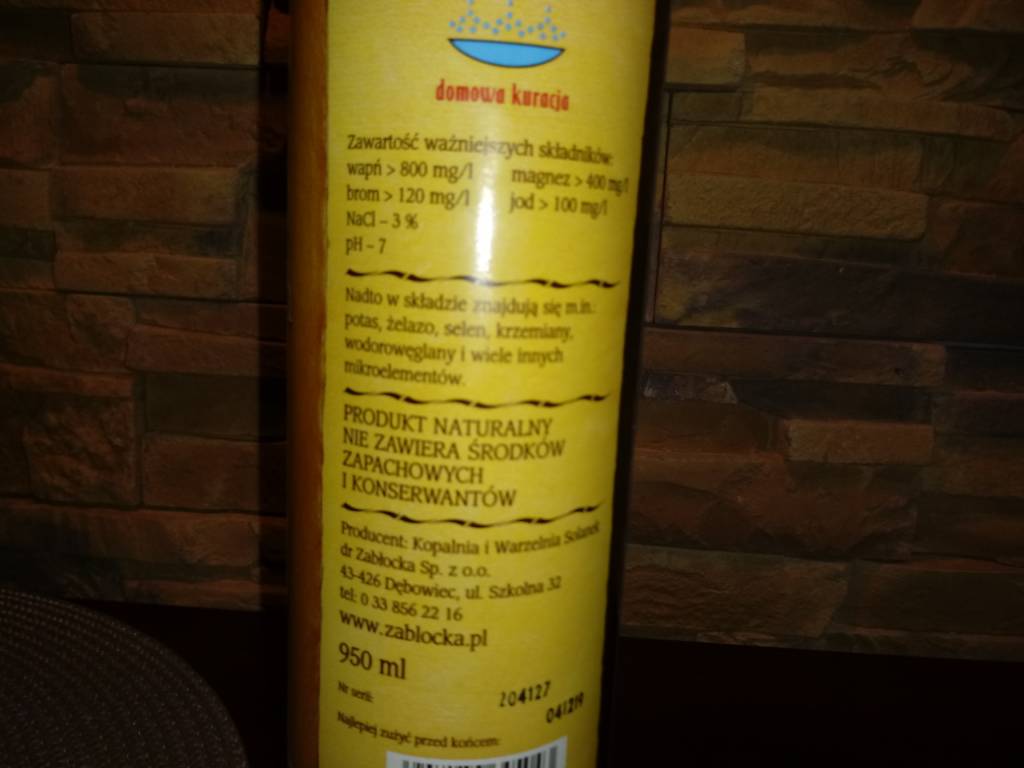 domowa kuracja
Zawartość ważniejszych składników:
wapń > 800 mg/l magnez > 400 mg/l
brom > 120 mg/l jod > 100 mg/l
NaCl – 3 %
pH – 7
Nadto w składzie znajdują się m.in.:
potas, żelazo, selen, krzemiany,
wodorowęglany i wiele innych
mikroelementów.
PRODUKT NATURALNY
NIE ZAWIERA ŚRODKÓW
ZAPACHOWYCH
I KONSERWANTÓW
Producent: Kopalnia i Warzelnia Solanek
dr Zabłocka Sp. z o.o.
43-426 Dębowiec, ul. Szkolna 32
tel: 0 33 856 22 16
www.zabłocka.pl
950 ml
Nr serii: 204127
041219
Najlepiej zużyć przed końcem: